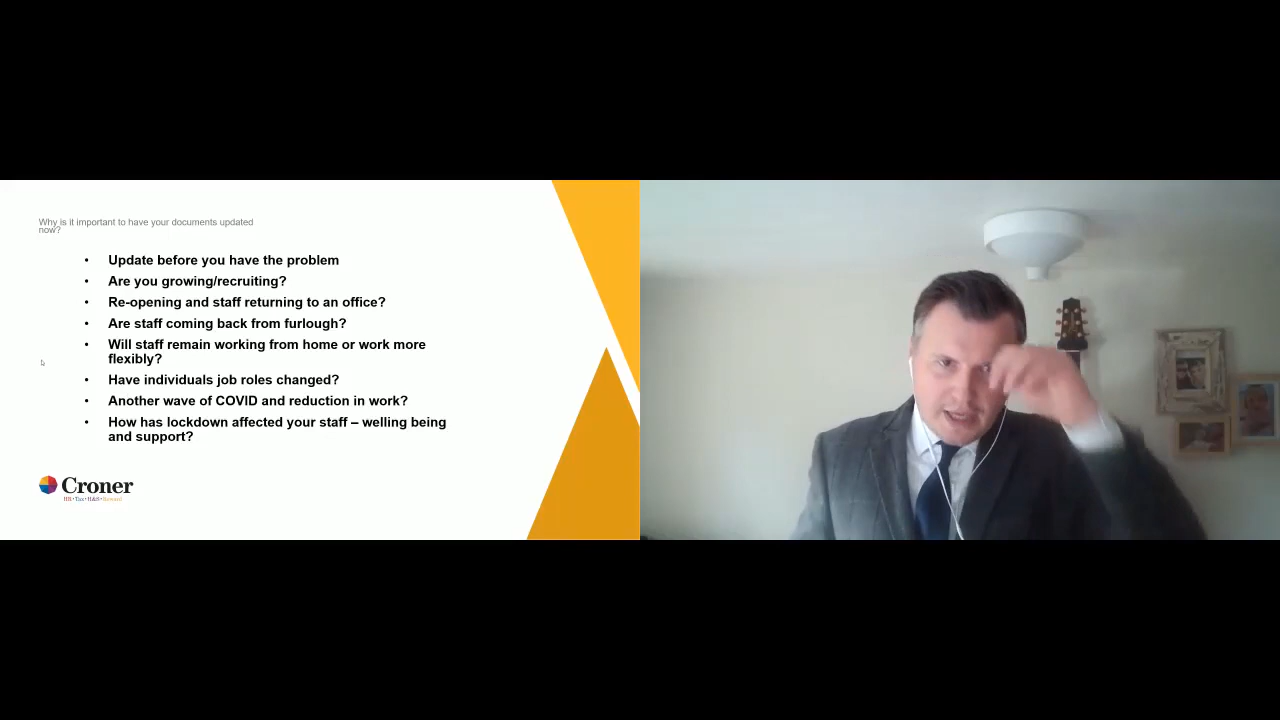 Why is it important to have your documents updated
now?
• Update before you have the problem
• Are you growing/recruiting?
• Re-opening and staff returning to an office?
• Are staff coming back from furlough?
• Will staff remain working from home or work more
flexibly?
• Have individuals job roles changed?
• Another wave of COVID and reduction in work?
• How has lockdown affected your staff – welling being
and support?
Croner
HR•Tax•H&S•Reward